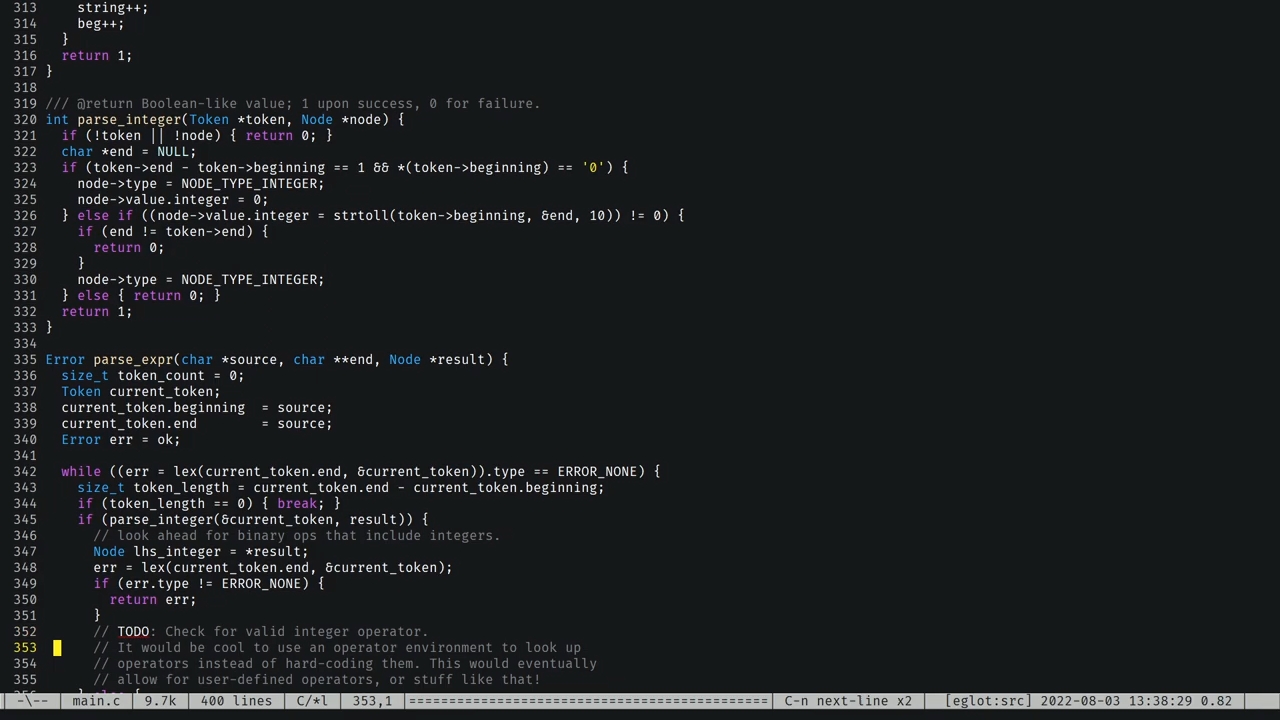 313     string++;
314     beg++;
315   }
316   return 1;
317 }
318
319 /// @return Boolean-like value; 1 upon success, 0 for failure.
320 int parse_integer(Token *token, Node *node) {
321   if (!token || !node) { return 0; }
322   char *end = NULL;
323   if (token->end - token->beginning == 1 && *(token->beginning) == '0') {
324     node->type = NODE_TYPE_INTEGER;
325     node->value.integer = 0;
326   } else if ((node->value.integer = strtoll(token->beginning, &end, 10)) != 0) {
327     if (end != token->end) {
328       return 0;
329     }
330     node->type = NODE_TYPE_INTEGER;
331   } else { return 0; }
332   return 1;
333 }
334
335 Error parse_expr(char *source, char **end, Node *result) {
336   size_t token_count = 0;
337   Token current_token;
338   current_token.beginning  = source;
339   current_token.end        = source;
340   Error err = ok;
341
342   while ((err = lex(current_token.end, &current_token)).type == ERROR_NONE) {
343     size_t token_length = current_token.end - current_token.beginning;
344     if (token_length == 0) { break; }
345     if (parse_integer(&current_token, result)) {
346       // look ahead for binary ops that include integers.
347       Node lhs_integer = *result;
348       err = lex(current_token.end, &current_token);
349       if (err.type != ERROR_NONE) {
350         return err;
351       }
352       // TODO: Check for valid integer operator.
353       // It would be cool to use an operator environment to look up
354       // operators instead of hard-coding them. This would eventually
355       // allow for user-defined operators, or stuff like that!
356     } else {
-\-- main.c 9.7k 400 lines C/*l 353,1 ============================================= C-n next-line x2 [eglot:src] 2022-08-03 13:38:29 0.82